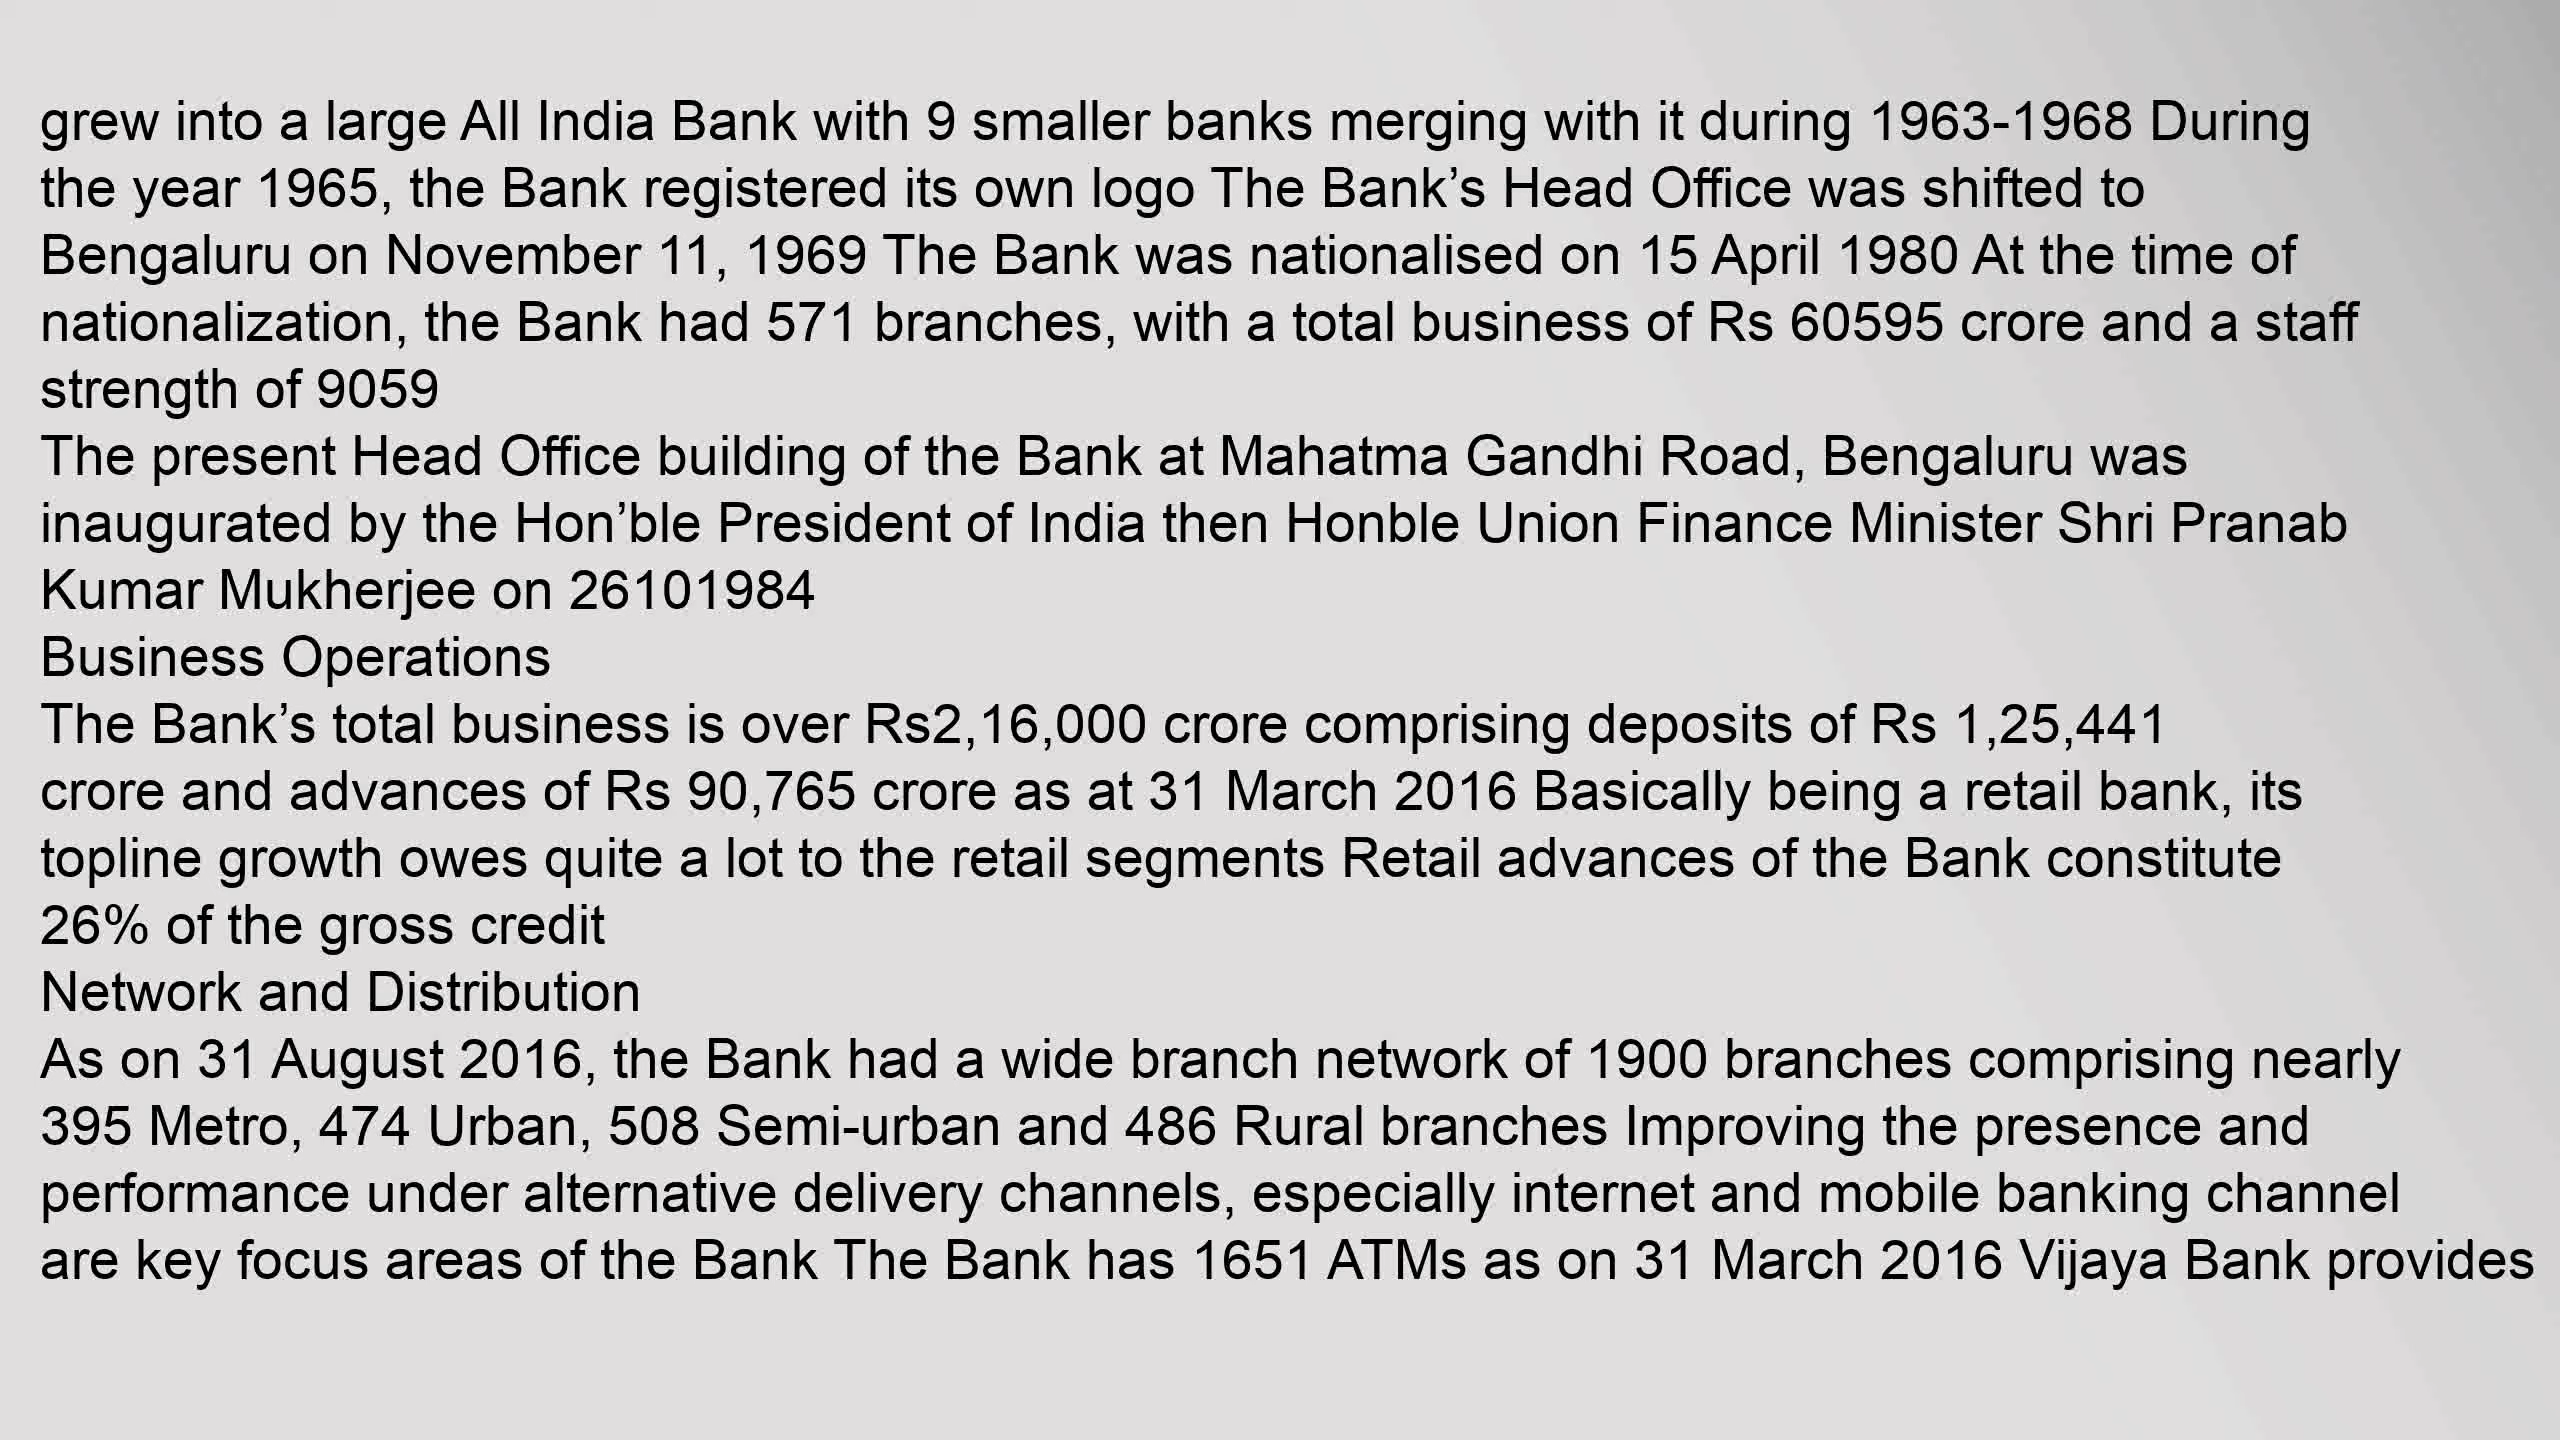 grew into a large All India Bank with 9 smaller banks merging with it during 1963-1968 During
the year 1965, the Bank registered its own logo The Bank’s Head Office was shifted to
Bengaluru on November 11, 1969 The Bank was nationalised on 15 April 1980 At the time of
nationalization, the Bank had 571 branches, with a total business of Rs 60595 crore and a staff
strength of 9059
The present Head Office building of the Bank at Mahatma Gandhi Road, Bengaluru was
inaugurated by the Hon’ble President of India then Honble Union Finance Minister Shri Pranab
Kumar Mukherjee on 26101984
Business Operations
The Bank’s total business is over Rs2,16,000 crore comprising deposits of Rs 1,25,441
crore and advances of Rs 90,765 crore as at 31 March 2016 Basically being a retail bank, its
topline growth owes quite a lot to the retail segments Retail advances of the Bank constitute
26% of the gross credit
Network and Distribution
As on 31 August 2016, the Bank had a wide branch network of 1900 branches comprising nearly
395 Metro, 474 Urban, 508 Semi-urban and 486 Rural branches Improving the presence and
performance under alternative delivery channels, especially internet and mobile banking channel
are key focus areas of the Bank The Bank has 1651 ATMs as on 31 March 2016 Vijaya Bank provides